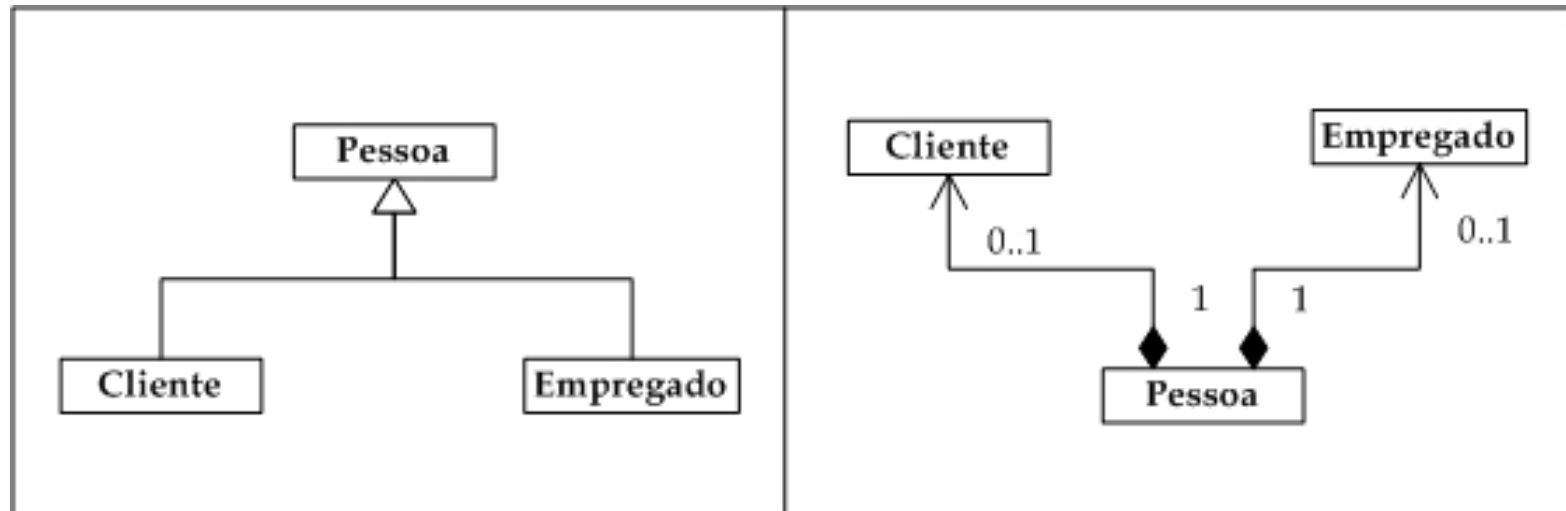 Pessoa
Cliente
Empregado
Cliente
Empregado
0..1
0..1
1
1
Pessoa